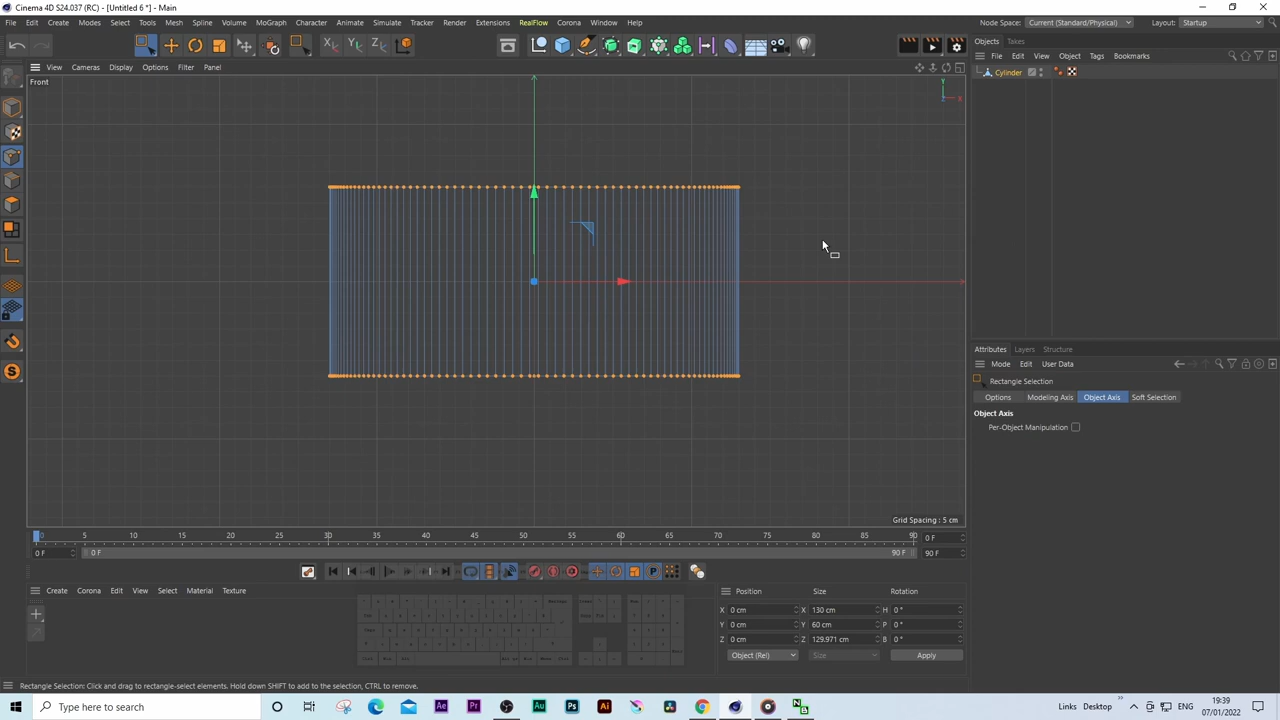 Cinema 4D S24.037 (RC) - [Untitled 6 *] - Main
File Edit Create Modes Select Tools Mesh Spline Volume MoGraph Character Animate Simulate Tracker Render Extensions RealFlow Corona Window Help
Node Space: Current (Standard/Physical) Layout: Startup
X Y Z
Objects Takes
File Edit View Object Tags Bookmarks
View Cameras Display Options Filter Panel
Cylinder
Front
Y
X
Z
Attributes Layers Structure
Mode Edit User Data
Rectangle Selection
Options Modeling Axis Object Axis Soft Selection
Object Axis
Per-Object Manipulation
Grid Spacing : 5 cm
0 5 10 15 20 25 30 35 40 45 50 55 60 65 70 75 80 85 90 0 F
0 F 0 F 90 F 90 F
Create Corona Edit View Select Material Texture
Position Size Rotation
X 0 cm X 130 cm H 0 °
Y 0 cm Y 60 cm P 0 °
Z 0 cm Z 129.971 cm B 0 °
Object (Rel) Size Apply
Rectangle Selection: Click and drag to rectangle-select elements. Hold down SHIFT to add to the selection, CTRL to remove.
Type here to search
Ae Pr Au Ps Ai
Links Desktop » ENG 19:39
07/01/2022